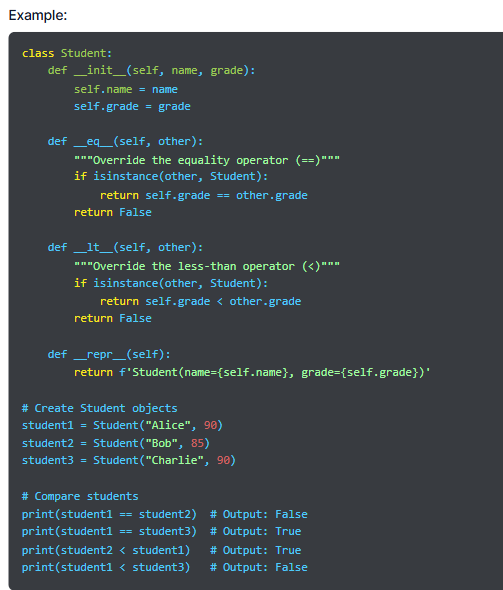 Example:
class Student:
    def __init__(self, name, grade):
        self.name = name
        self.grade = grade

    def __eq__(self, other):
        """Override the equality operator (==)"""
        if isinstance(other, Student):
            return self.grade == other.grade
        return False

    def __lt__(self, other):
        """Override the less-than operator (<)"""
        if isinstance(other, Student):
            return self.grade < other.grade
        return False

    def __repr__(self):
        return f'Student(name={self.name}, grade={self.grade})'

# Create Student objects
student1 = Student("Alice", 90)
student2 = Student("Bob", 85)
student3 = Student("Charlie", 90)

# Compare students
print(student1 == student2)  # Output: False
print(student1 == student3)  # Output: True
print(student2 < student1)   # Output: True
print(student1 < student3)   # Output: False